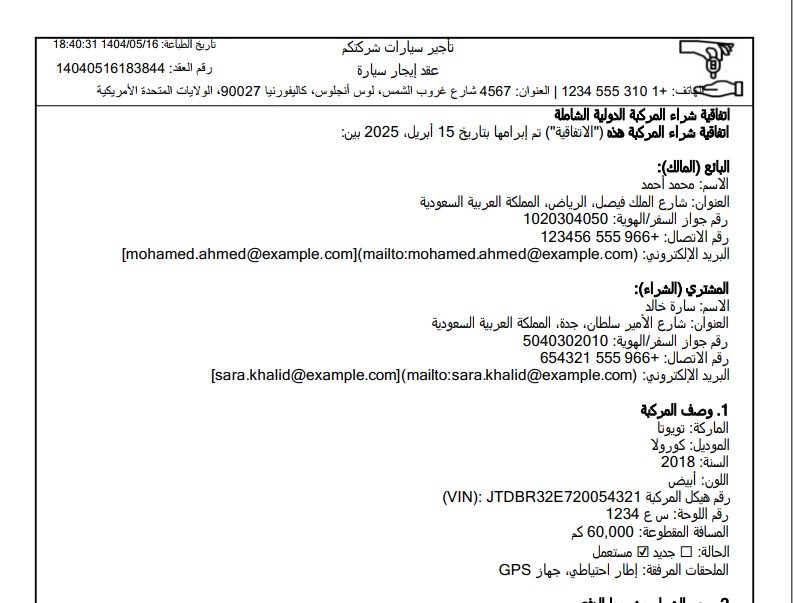 تأجير سيارات شركتكم
تاريخ الطباعة: 1404/05/16 18:40:31
عقد إيجار سيارة
رقم العقد: 14040516183844
هاتف: +1 310 555 1234 | العنوان: 4567 شارع غروب الشمس، لوس أنجلوس، كاليفورنيا 90027، الولايات المتحدة الأمريكية
اتفاقية شراء المركبة الدولية الشاملة
اتفاقية شراء المركبة هذه ("الاتفاقية") تم إبرامها بتاريخ 15 أبريل، 2025 بين:
البائع (المالك):
الاسم: محمد أحمد
العنوان: شارع الملك فيصل، الرياض، المملكة العربية السعودية
رقم جواز السفر/الهوية: 1020304050
رقم الاتصال: +966 555 123456
البريد الإلكتروني: [mohamed.ahmed@example.com](mailto:mohamed.ahmed@example.com)
المشتري (الشراء):
الاسم: سارة خالد
العنوان: شارع الأمير سلطان، جدة، المملكة العربية السعودية
رقم جواز السفر/الهوية: 5040302010
رقم الاتصال: +966 555 654321
البريد الإلكتروني: [sara.khalid@example.com](mailto:sara.khalid@example.com)
1. وصف المركبة
الماركة: تويوتا
الموديل: كورولا
السنة: 2018
اللون: أبيض
رقم هيكل المركبة (VIN): JTDBR32E720054321
رقم اللوحة: س ع 1234
المسافة المقطوعة: 60,000 كم
الحالة: ☐ جديد ☑ مستعمل
الملحقات المرفقة: إطار احتياطي، جهاز GPS